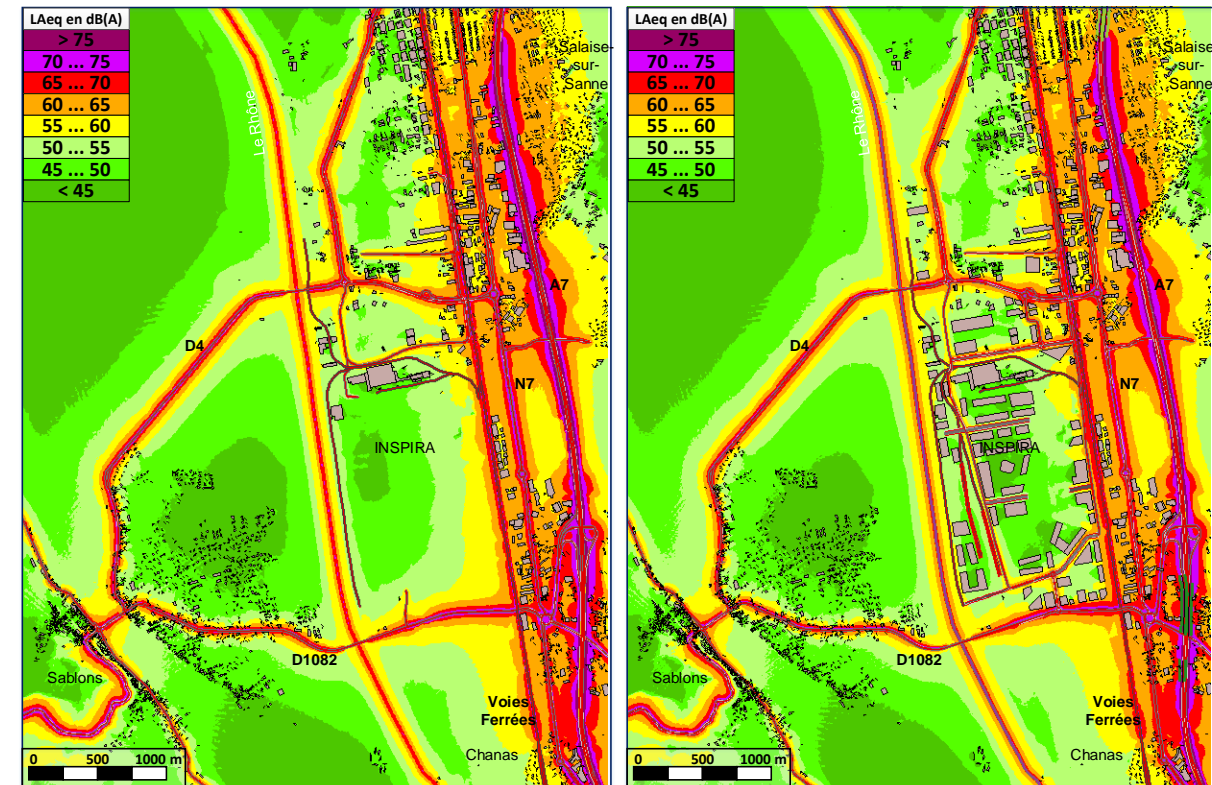 LAeq en dB(A)
> 75
70 ... 75
65 ... 70
60 ... 65
55 ... 60
50 ... 55
45 ... 50
< 45
Salaise-
sur-
Sanne
Le Rhône
A7
D4
N7
INSPIRA
D1082
Sablons
Voies
Ferrées
Chanas
0 500 1000 m
LAeq en dB(A)
> 75
70 ... 75
65 ... 70
60 ... 65
55 ... 60
50 ... 55
45 ... 50
< 45
Salaise-
sur-
Sanne
Le Rhône
A7
D4
N7
INSPIRA
D1082
Sablons
Voies
Ferrées
Chanas
0 500 1000 m